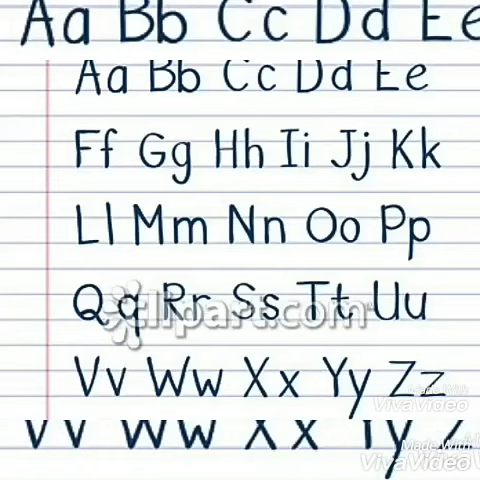 Aa Bb Cc Dd Ee
Aa Bb Cc Dd Ee
Ff Gg Hh Ii Jj Kk
Ll Mm Nn Oo Pp
Qq Rr Ss Tt Uu
clipart.com
Vv Ww Xx Yy Zz
Made With
VivaVideo
Vv Ww Xx Yy Z
Made With
VivaVideo